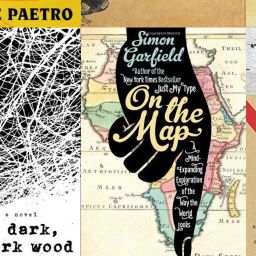 PAETRO
a novel
dark,
rk wood
Simon
Garfield
Author of the
New York Times Bestseller
Just My Type
On the
Map
A
Mind-
Expanding
Exploration
of the
Way the
World
Looks